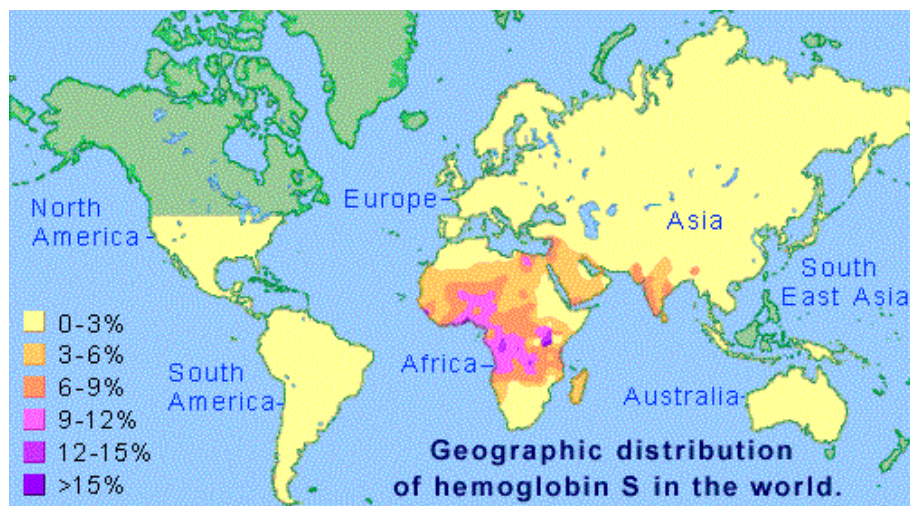 North
America
Europe
Asia
South
East Asia
0-3%
3-6%
6-9%
9-12%
12-15%
>15%
South
America
Africa
Australia
Geographic distribution
of hemoglobin S in the world.